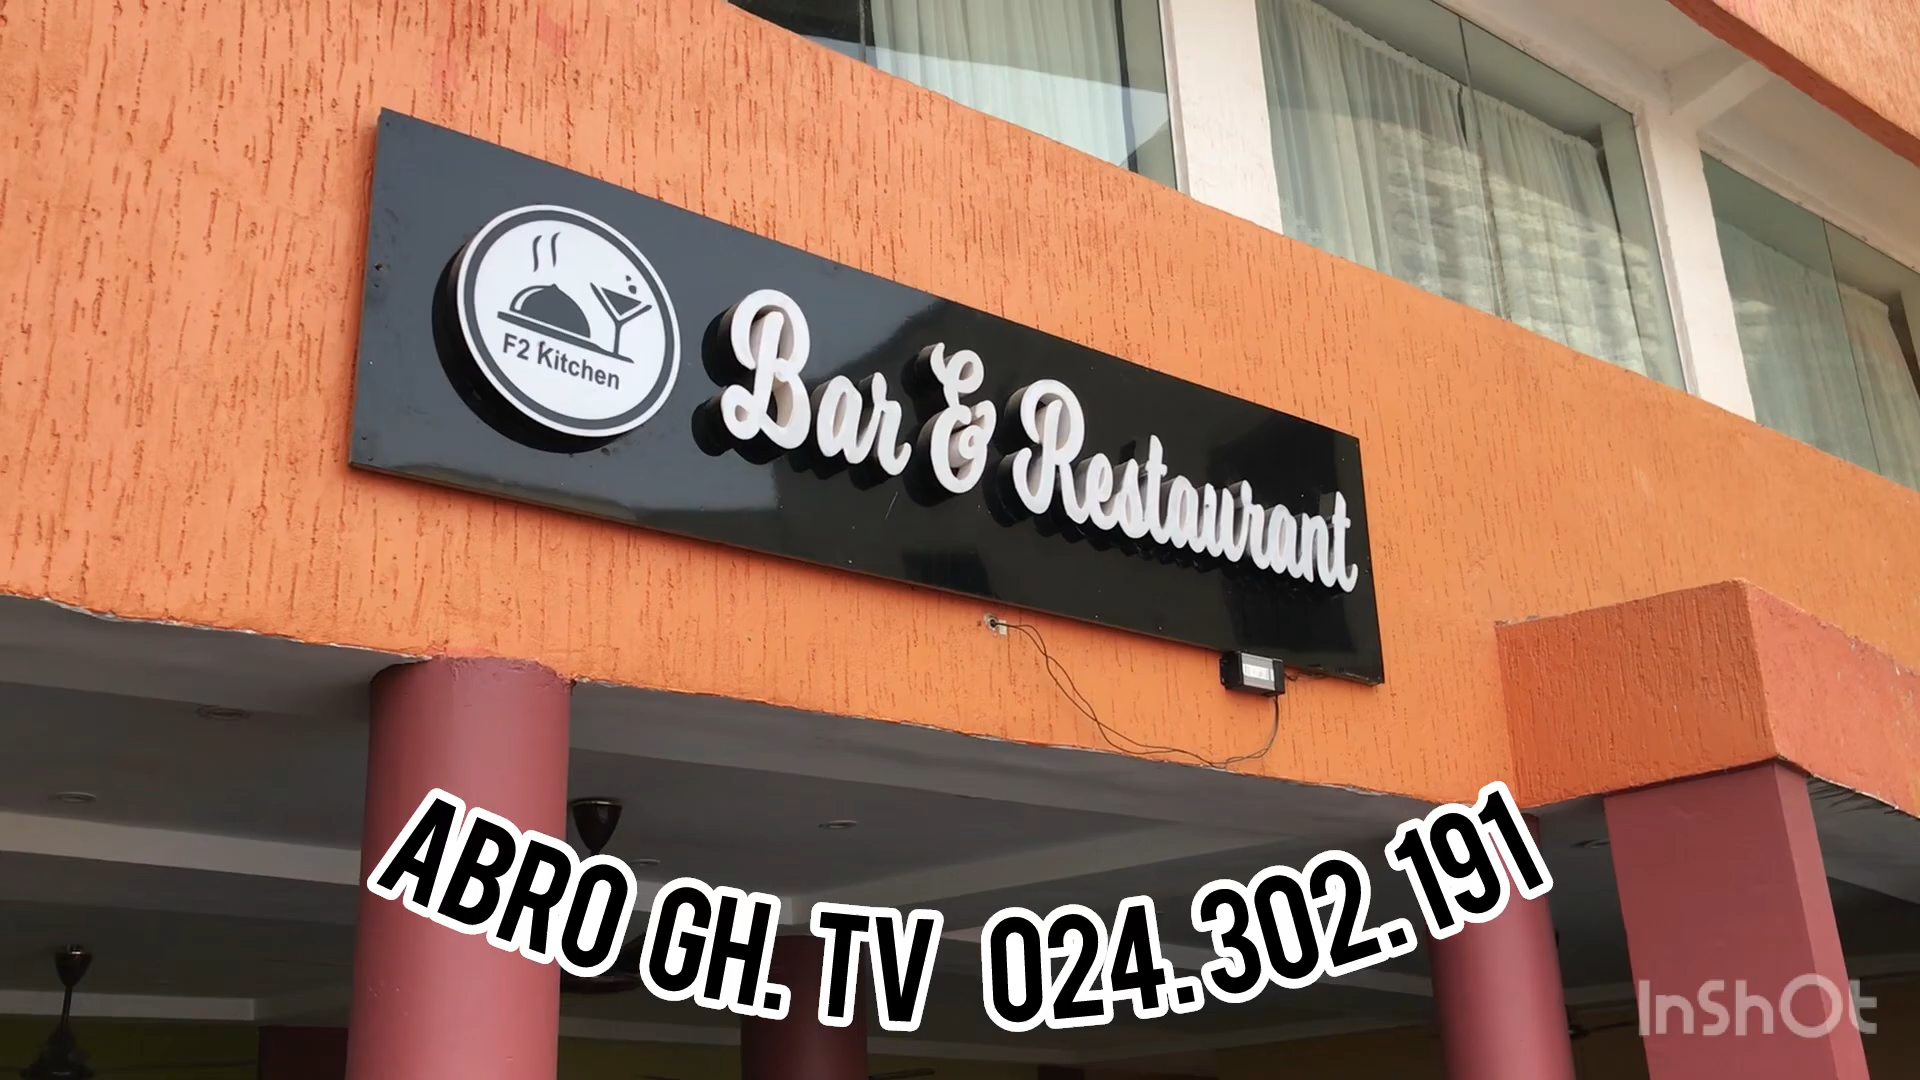 F2 Kitchen
Bar & Restaurant
ABRO GH. TV 024.302.191
InShOt